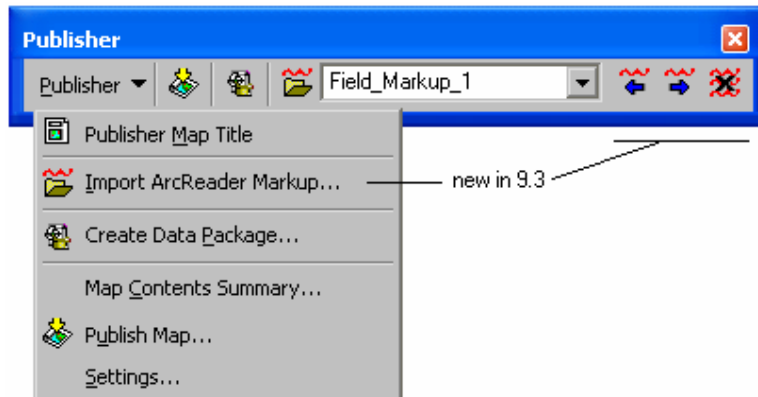 Publisher
Publisher Field_Markup_1
Publisher Map Title
Import ArcReader Markup... new in 9.3
Create Data Package...
Map Contents Summary...
Publish Map...
Settings...